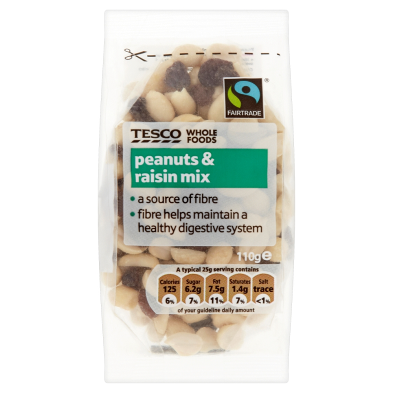 FAIRTRADE
TESCO WHOLE FOODS
peanuts &
raisin mix
• a source of fibre
• fibre helps maintain a
healthy digestive system
110g e
A typical 25g serving contains
Calories Sugar Fat Saturates Salt
125 6.2g 7.5g 1.4g trace
6% 7% 11% 7% <1%
of your guideline daily amount